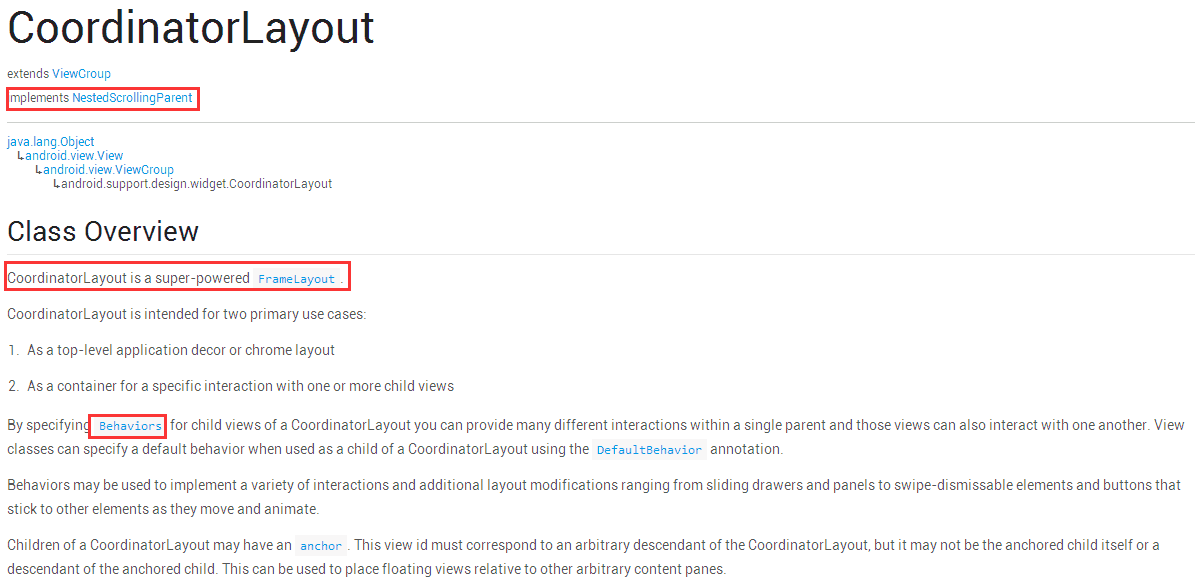 CoordinatorLayout
extends ViewGroup
mplements NestedScrollingParent
java.lang.Object
↳android.view.View
↳android.view.ViewGroup
↳android.support.design.widget.CoordinatorLayout
Class Overview
CoordinatorLayout is a super-powered FrameLayout.
CoordinatorLayout is intended for two primary use cases:
1. As a top-level application decor or chrome layout
2. As a container for a specific interaction with one or more child views
By specifying Behaviors for child views of a CoordinatorLayout you can provide many different interactions within a single parent and those views can also interact with one another. View
classes can specify a default behavior when used as a child of a CoordinatorLayout using the DefaultBehavior annotation.
Behaviors may be used to implement a variety of interactions and additional layout modifications ranging from sliding drawers and panels to swipe-dismissable elements and buttons that
stick to other elements as they move and animate.
Children of a CoordinatorLayout may have an anchor. This view id must correspond to an arbitrary descendant of the CoordinatorLayout, but it may not be the anchored child itself or a
descendant of the anchored child. This can be used to place floating views relative to other arbitrary content panes.